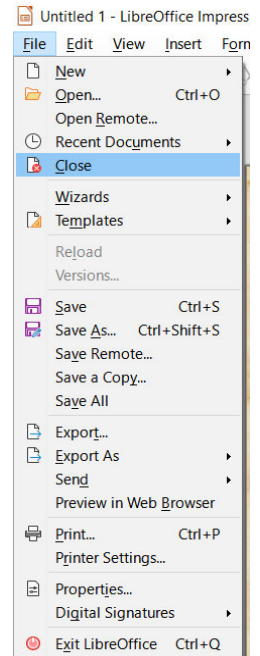 Untitled 1 - LibreOffice Impress
File Edit View Insert Form
New
Open... Ctrl+O
Open Remote...
Recent Documents
Close
Wizards
Templates
Reload
Versions...
Save Ctrl+S
Save As... Ctrl+Shift+S
Save Remote...
Save a Copy...
Save All
Export...
Export As
Send
Preview in Web Browser
Print... Ctrl+P
Printer Settings...
Properties...
Digital Signatures
Exit LibreOffice Ctrl+Q